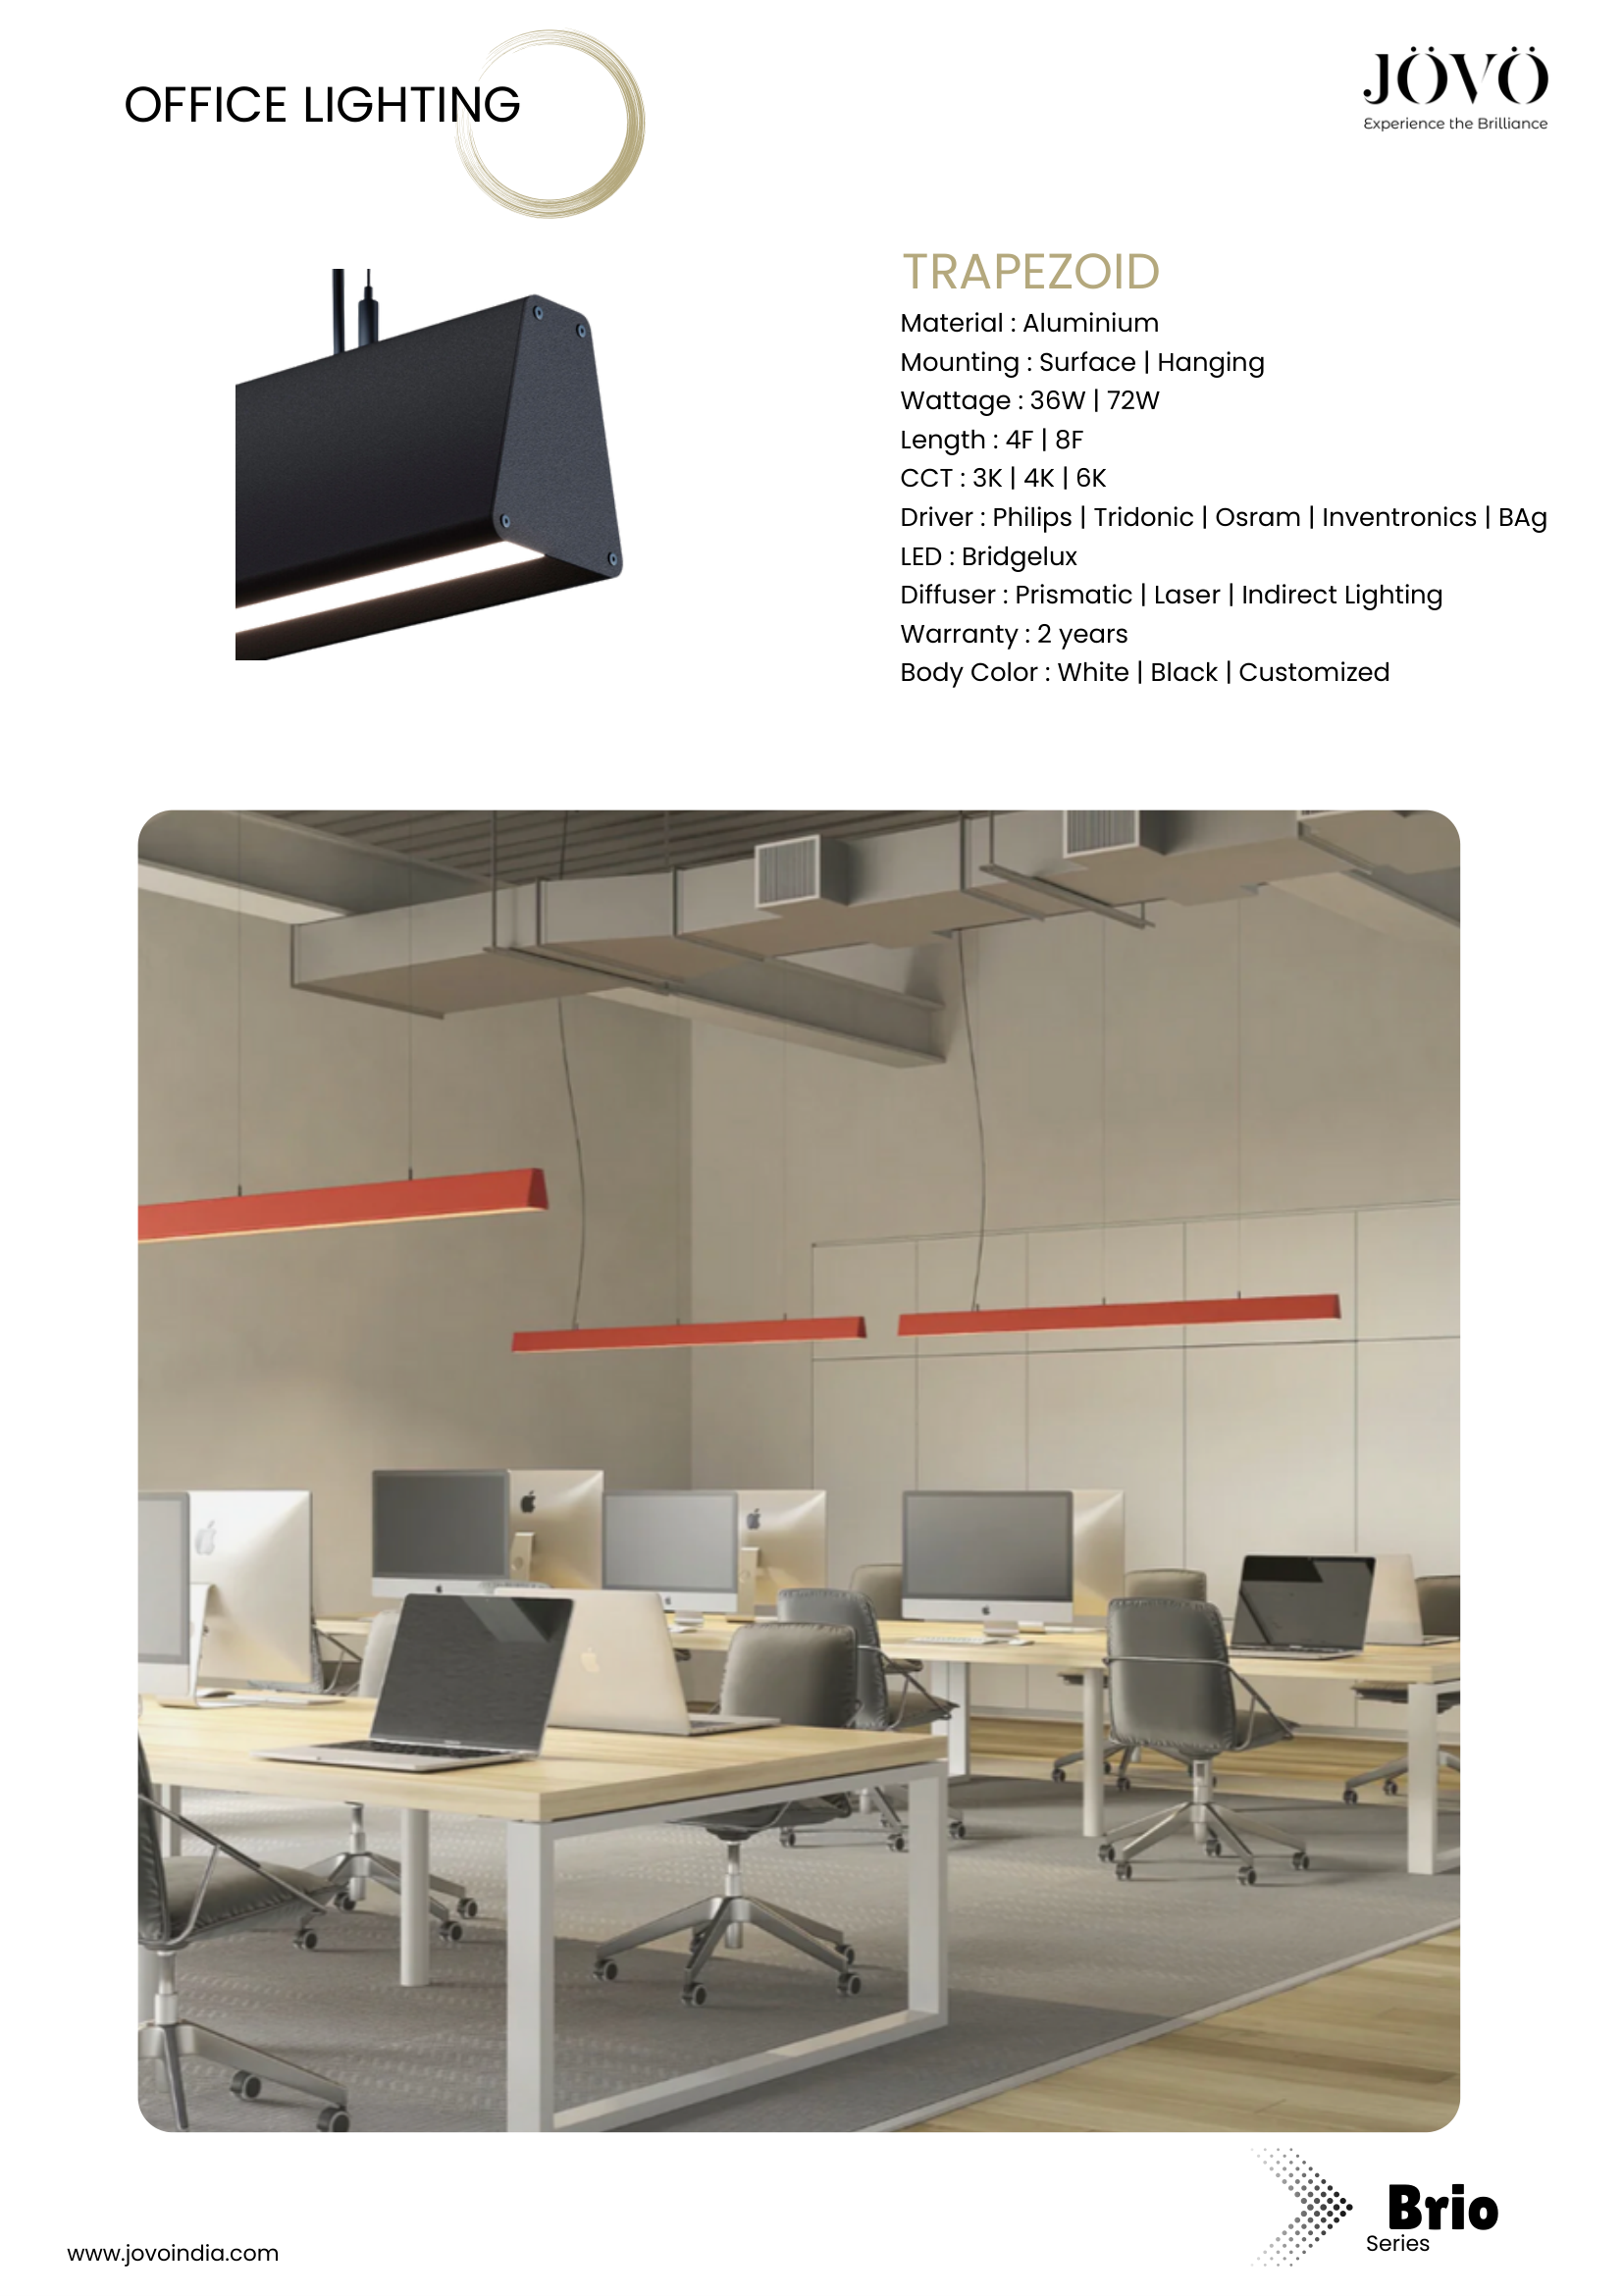 OFFICE LIGHTING
JÖVÖ
Experience the Brilliance
TRAPEZOID
Material : Aluminium
Mounting : Surface | Hanging
Wattage : 36W | 72W
Length : 4F | 8F
CCT : 3K | 4K | 6K
Driver : Philips | Tridonic | Osram | Inventronics | BAg
LED : Bridgelux
Diffuser : Prismatic | Laser | Indirect Lighting
Warranty : 2 years
Body Color : White | Black | Customized
Brio
Series
www.jovoindia.com